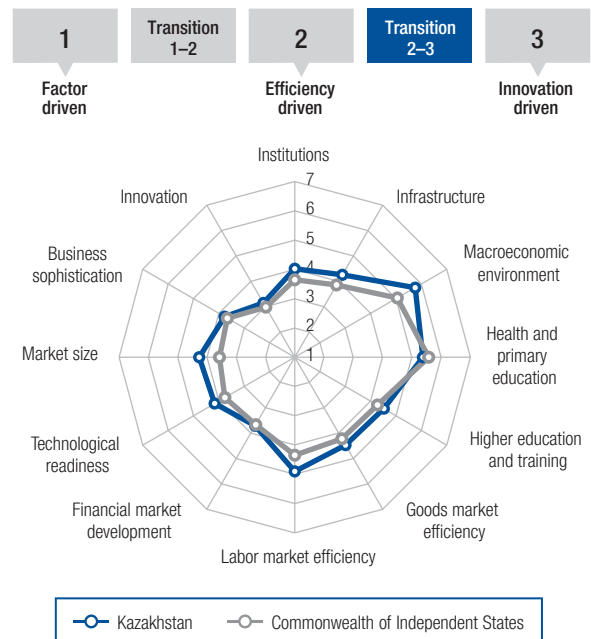 1
Transition
1–2
2
Transition
2–3
3
Factor
driven
Efficiency
driven
Innovation
driven
Institutions
7
6
5
4
3
2
1
Infrastructure
Macroeconomic
environment
Health and
primary
education
Higher education
and training
Goods market
efficiency
Labor market efficiency
Financial market
development
Technological
readiness
Market size
Business
sophistication
Innovation
Kazakhstan
Commonwealth of Independent States